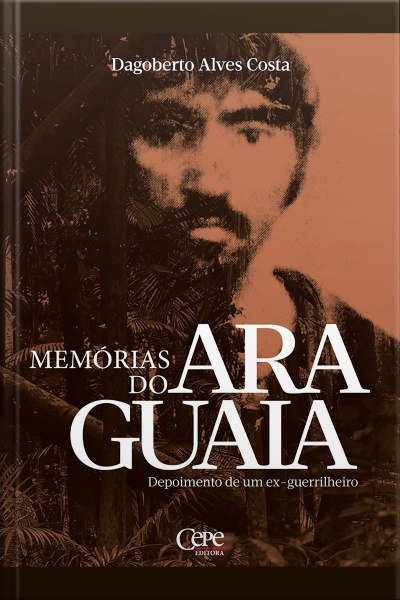 Dagoberto Alves Costa
MEMÓRIAS
DO
ARA
GUAIA
Depoimento de um ex-guerrilheiro
Cepe
EDITORA